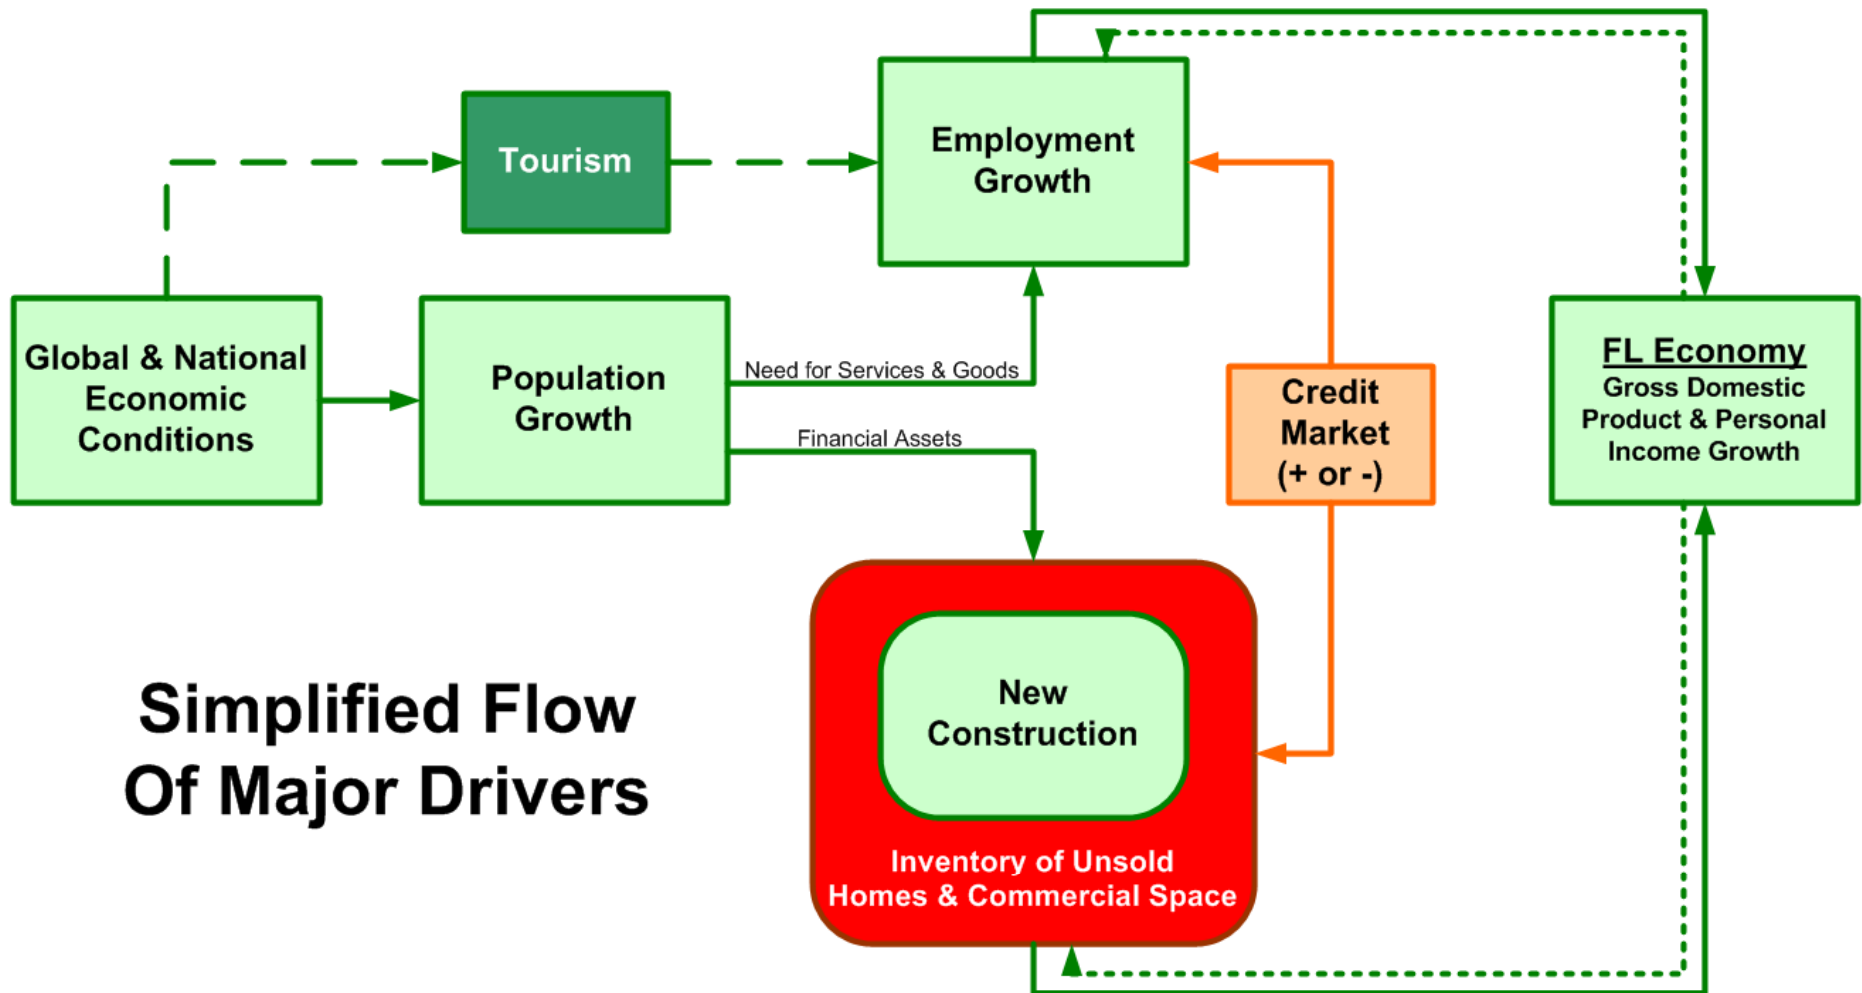 Tourism
Employment
Growth
Global & National
Economic
Conditions
Population
Growth
Need for Services & Goods
Financial Assets
Credit
Market
(+ or -)
FL Economy
Gross Domestic
Product & Personal
Income Growth
Simplified Flow
Of Major Drivers
New
Construction
Inventory of Unsold
Homes & Commercial Space